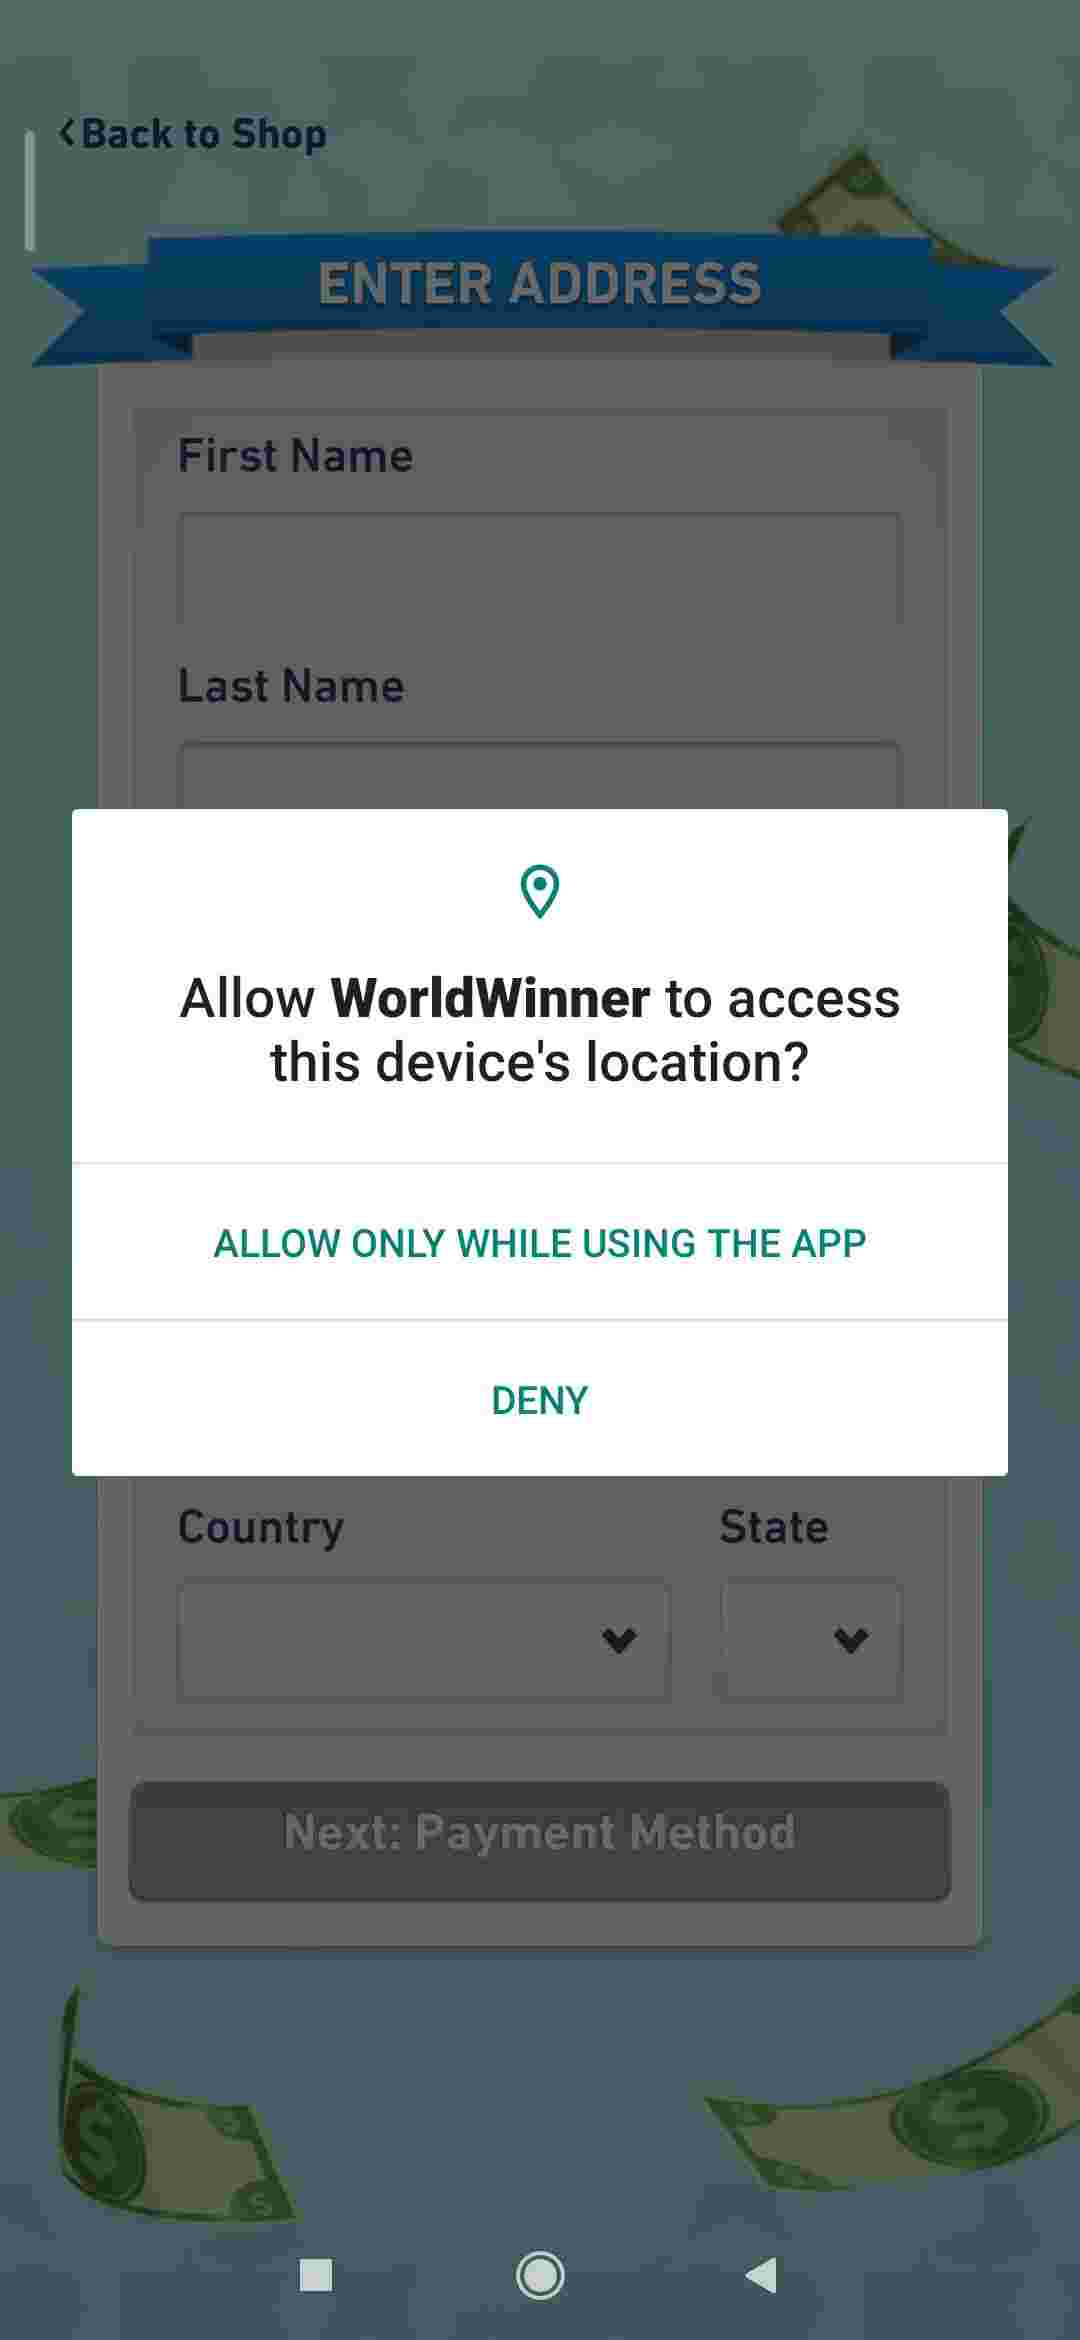 Back to Shop
ENTER ADDRESS
First Name
Last Name
Allow WorldWinner to access
this device's location?
ALLOW ONLY WHILE USING THE APP
DENY
Country State
Next: Payment Method